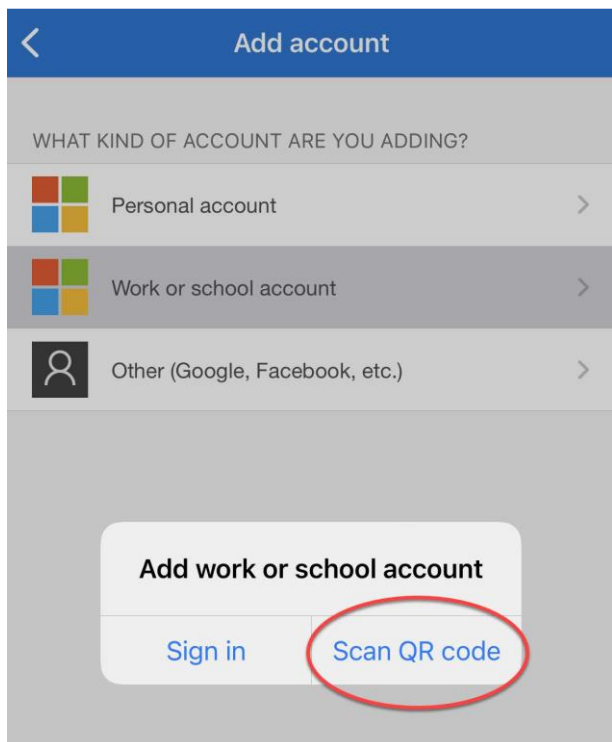 Add account
WHAT KIND OF ACCOUNT ARE YOU ADDING?
Personal account
Work or school account
Other (Google, Facebook, etc.)
Add work or school account
Sign in Scan QR code